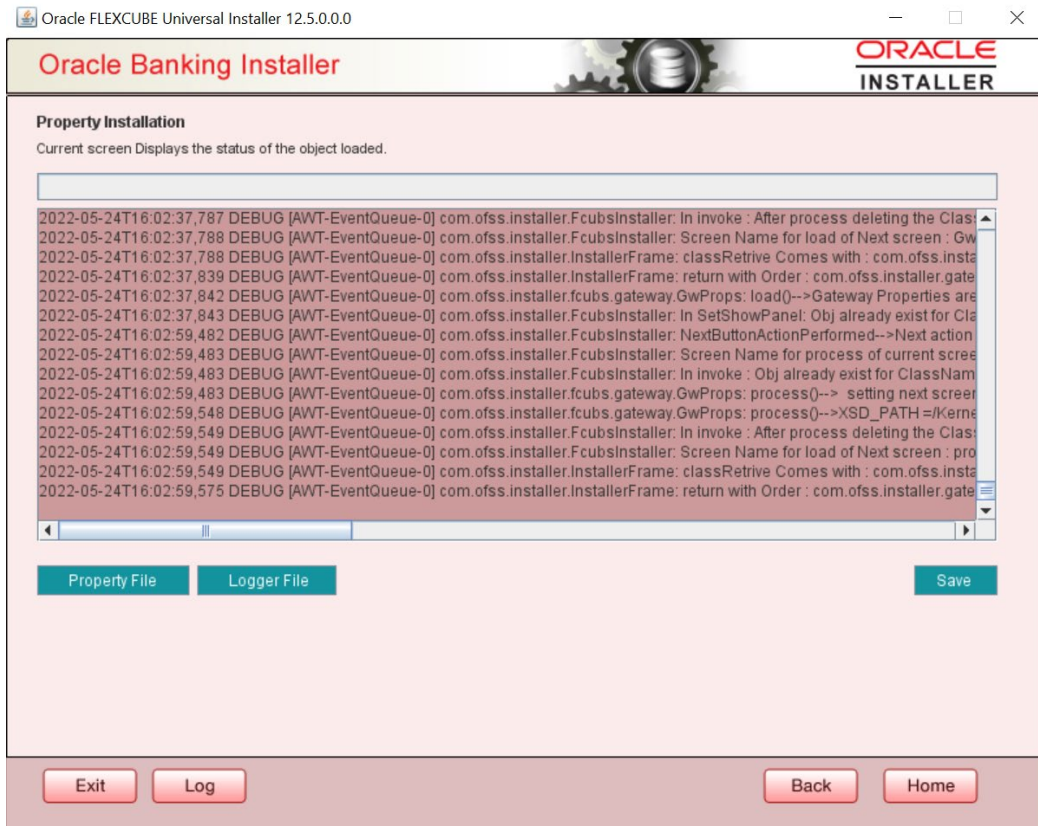 Oracle FLEXCUBE Universal Installer 12.5.0.0.0
Oracle Banking Installer
ORACLE
INSTALLER
Property Installation
Current screen Displays the status of the object loaded.
2022-05-24T16:02:37,787 DEBUG [AWT-EventQueue-0] com.ofss.installer.FcubsInstaller: In invoke : After process deleting the Clas
2022-05-24T16:02:37,788 DEBUG [AWT-EventQueue-0] com.ofss.installer.FcubsInstaller: Screen Name for load of Next screen : Gw
2022-05-24T16:02:37,788 DEBUG [AWT-EventQueue-0] com.ofss.installer.InstallerFrame: classRetrive Comes with : com.ofss.insta
2022-05-24T16:02:37,839 DEBUG [AWT-EventQueue-0] com.ofss.installer.InstallerFrame: return with Order : com.ofss.installer.gate
2022-05-24T16:02:37,842 DEBUG [AWT-EventQueue-0] com.ofss.installer.fcubs.gateway.GwProps: load()-->Gateway Properties are
2022-05-24T16:02:37,843 DEBUG [AWT-EventQueue-0] com.ofss.installer.FcubsInstaller: In SetShowPanel: Obj already exist for Cla
2022-05-24T16:02:59,482 DEBUG [AWT-EventQueue-0] com.ofss.installer.FcubsInstaller: NextButtonActionPerformed-->Next action
2022-05-24T16:02:59,483 DEBUG [AWT-EventQueue-0] com.ofss.installer.FcubsInstaller: Screen Name for process of current scree
2022-05-24T16:02:59,483 DEBUG [AWT-EventQueue-0] com.ofss.installer.FcubsInstaller: In invoke : Obj already exist for ClassNam
2022-05-24T16:02:59,483 DEBUG [AWT-EventQueue-0] com.ofss.installer.fcubs.gateway.GwProps: process()--> setting next screen
2022-05-24T16:02:59,548 DEBUG [AWT-EventQueue-0] com.ofss.installer.fcubs.gateway.GwProps: process()-->XSD_PATH =/Kerne
2022-05-24T16:02:59,549 DEBUG [AWT-EventQueue-0] com.ofss.installer.FcubsInstaller: In invoke : After process deleting the Clas
2022-05-24T16:02:59,549 DEBUG [AWT-EventQueue-0] com.ofss.installer.FcubsInstaller: Screen Name for load of Next screen : pro
2022-05-24T16:02:59,549 DEBUG [AWT-EventQueue-0] com.ofss.installer.InstallerFrame: classRetrive Comes with : com.ofss.insta
2022-05-24T16:02:59,575 DEBUG [AWT-EventQueue-0] com.ofss.installer.InstallerFrame: return with Order : com.ofss.installer.gate
Property File
Logger File
Save
Exit
Log
Back
Home